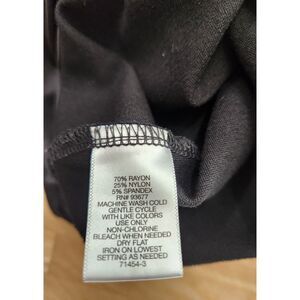 70% RAYON
25% NYLON
5% SPANDEX
RN# 93677
MACHINE WASH COLD
GENTLE CYCLE
WITH LIKE COLORS
USE ONLY
NON-CHLORINE
BLEACH WHEN NEEDED
DRY FLAT
IRON ON LOWEST
SETTING AS NEEDED
71454-3